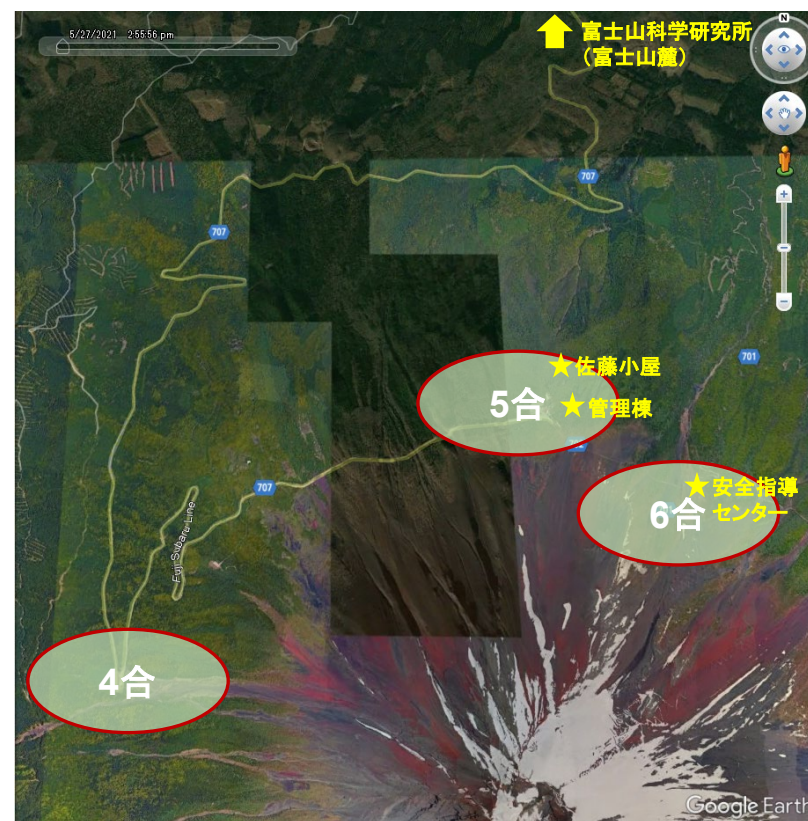 5/27/2021 2:55:56 pm
富士山科学研究所
（富士山麓）
N
707
707
701
★佐藤小屋
5合
★管理棟
707
★安全指導
センター
6合
Fuji Subaru Line
4合
Google Earth